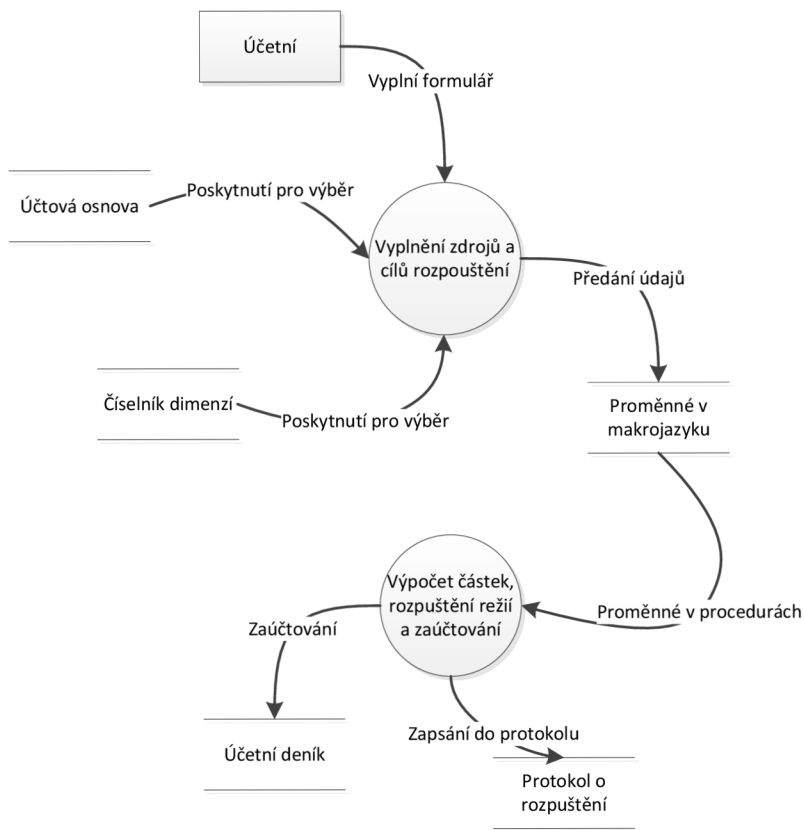 Účetní
Vyplní formulář
Účtová osnova
Poskytnutí pro výběr
Vyplnění zdrojů a
cílů rozpouštění
Předání údajů
Číselník dimenzí
Poskytnutí pro výběr
Proměnné v
makrojazyku
Výpočet částek,
rozpuštění režií
a zaúčtování
Proměnné v procedurách
Zaúčtování
Zapsání do protokolu
Účetní deník
Protokol o
rozpuštění